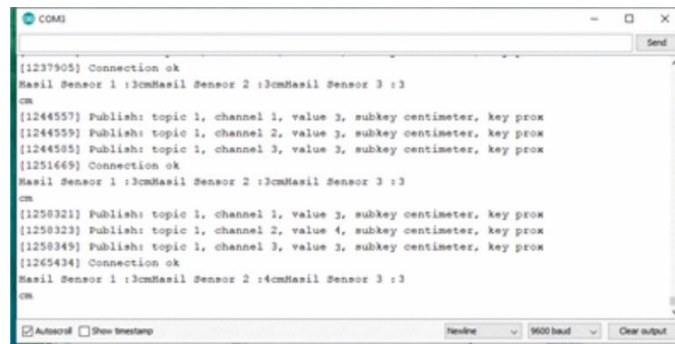 COM3
Send
[1237905] Connection ok
Hasil Sensor 1 :3cmHasil Sensor 2 :3cmHasil Sensor 3 :3
cm
[1244557] Publish: topic 1, channel 1, value 3, subkey centimeter, key prox
[1244559] Publish: topic 1, channel 2, value 3, subkey centimeter, key prox
[1244585] Publish: topic 1, channel 3, value 3, subkey centimeter, key prox
[1251669] Connection ok
Hasil Sensor 1 :3cmHasil Sensor 2 :3cmHasil Sensor 3 :3
cm
[1258321] Publish: topic 1, channel 1, value 3, subkey centimeter, key prox
[1258323] Publish: topic 1, channel 2, value 4, subkey centimeter, key prox
[1258349] Publish: topic 1, channel 3, value 3, subkey centimeter, key prox
[1265434] Connection ok
Hasil Sensor 1 :3cmHasil Sensor 2 :4cmHasil Sensor 3 :3
cm
Autoscroll Show timestamp Newline 9600 baud Clear output